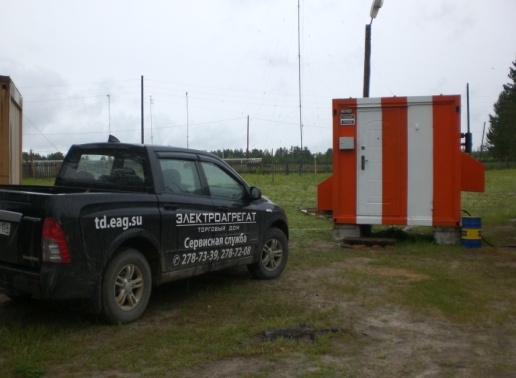 td.eag.su
ЭЛЕКТРОАГРЕГАТ
ТОРГОВЫЙ ДОМ
Сервисная служба
278-73-39, 278-72-08